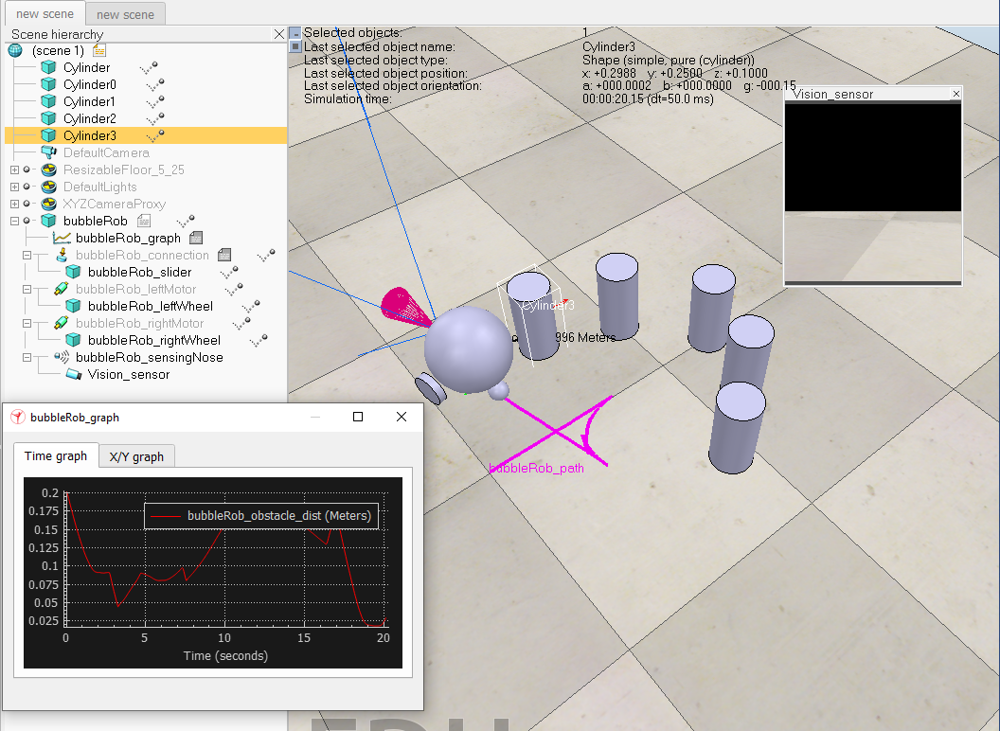 new scene
new scene
Scene hierarchy
(scene 1)
Cylinder
Cylinder0
Cylinder1
Cylinder2
Cylinder3
DefaultCamera
ResizableFloor_5_25
DefaultLights
XYZCameraProxy
bubbleRob
bubbleRob_graph
bubbleRob_connection
bubbleRob_slider
bubbleRob_leftMotor
bubbleRob_leftWheel
bubbleRob_rightMotor
bubbleRob_rightWheel
bubbleRob_sensingNose
Vision_sensor
Selected objects: 1
Last selected object name: Cylinder3
Last selected object type: Shape (simple, pure (cylinder))
Last selected object position: x: +0.2988 y: +0.2500 z: +0.1000
Last selected object orientation: a: +000.0002 b: +000.0000 g: -000.15
Simulation time: 00:00:20.15 (dt=50.0 ms)
Vision_sensor
Cylinder3
996 Meters
bubbleRob_path
bubbleRob_graph
Time graph X/Y graph
bubbleRob_obstacle_dist (Meters)
0.2
0.175
0.15
0.125
0.1
0.075
0.05
0.025
0 5 10 15 20
Time (seconds)
EDU